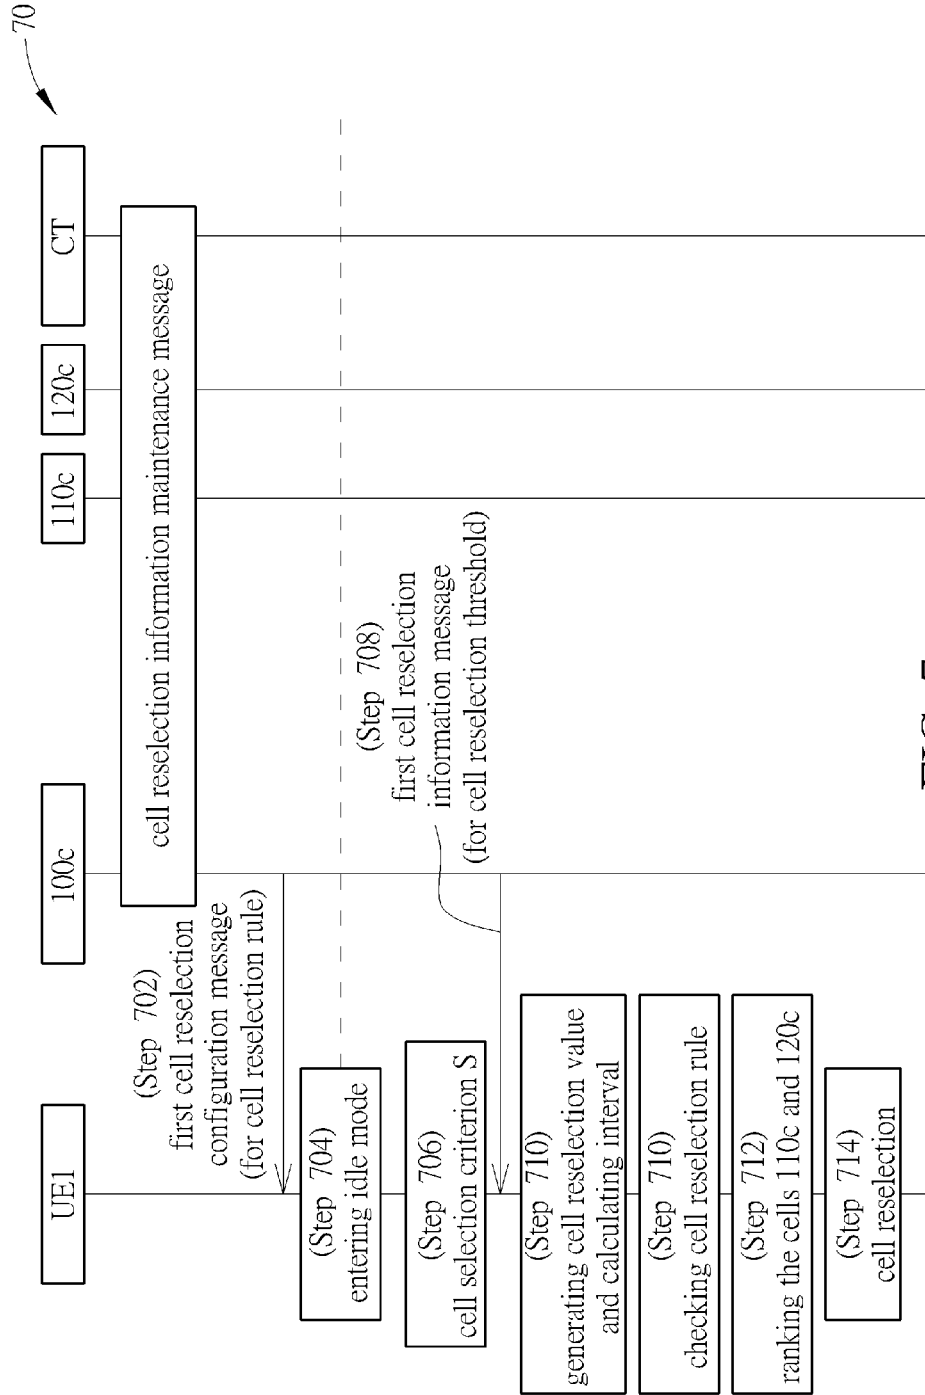 70
UE1
100c
110c
120c
CT
cell reselection information maintenance message
(Step 702)
first cell reselection
configuration message
(for cell reselection rule)
(Step 704)
entering idle mode
(Step 706)
cell selection criterion S
(Step 708)
first cell reselection
information message
(for cell reselection threshold)
(Step 710)
generating cell reselection value
and calculating interval
(Step 710)
checking cell reselection rule
(Step 712)
ranking the cells 110c and 120c
(Step 714)
cell reselection